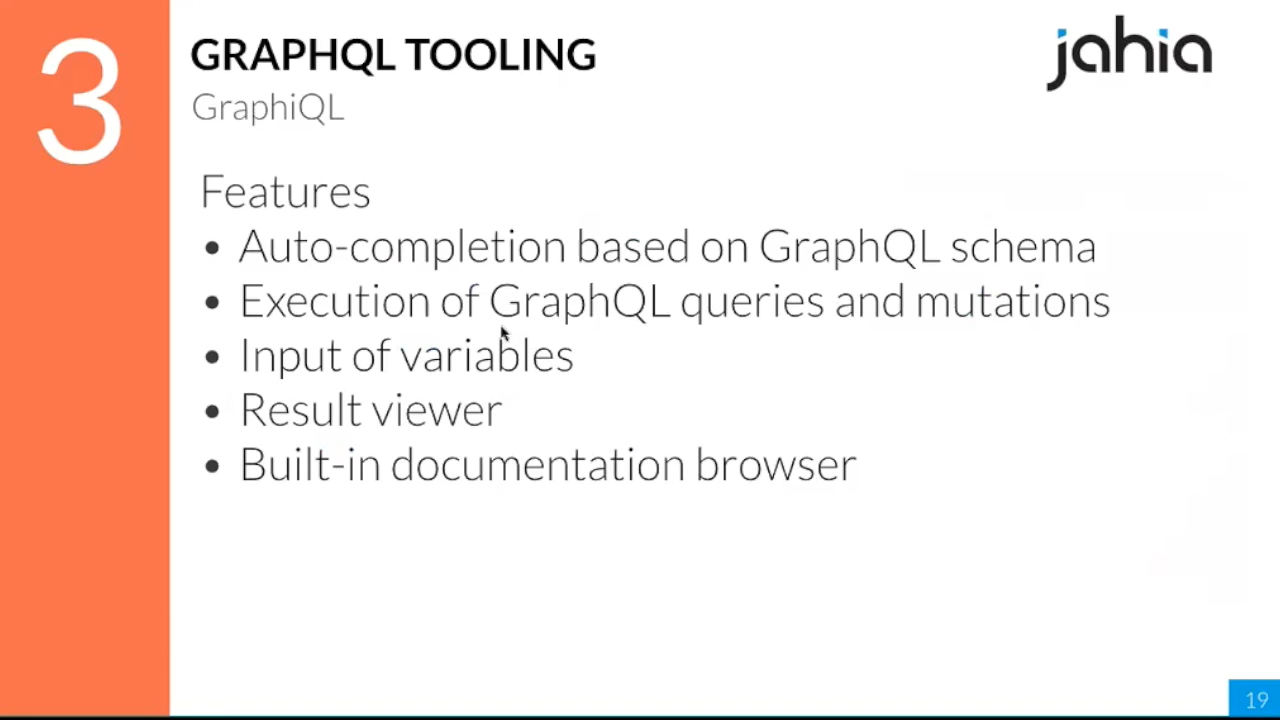 3
GRAPHQL TOOLING
jahia
GraphiQL
Features
• Auto-completion based on GraphQL schema
• Execution of GraphQL queries and mutations
• Input of variables
• Result viewer
• Built-in documentation browser
19